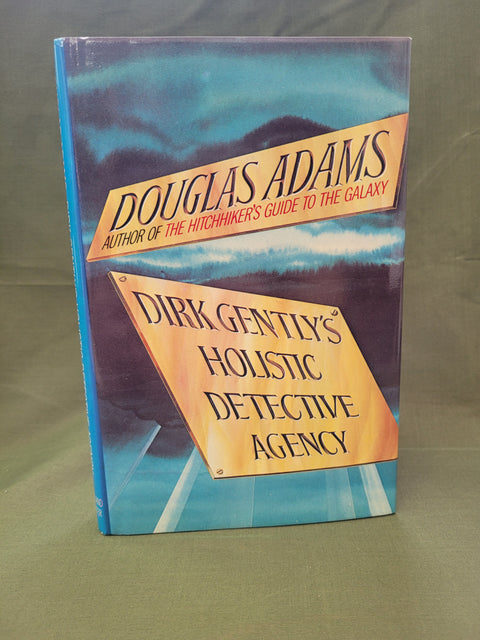 DOUGLAS ADAMS
AUTHOR OF THE HITCHHIKER'S GUIDE TO THE GALAXY
DIRK GENTLY'S
HOLISTIC
DETECTIVE
AGENCY